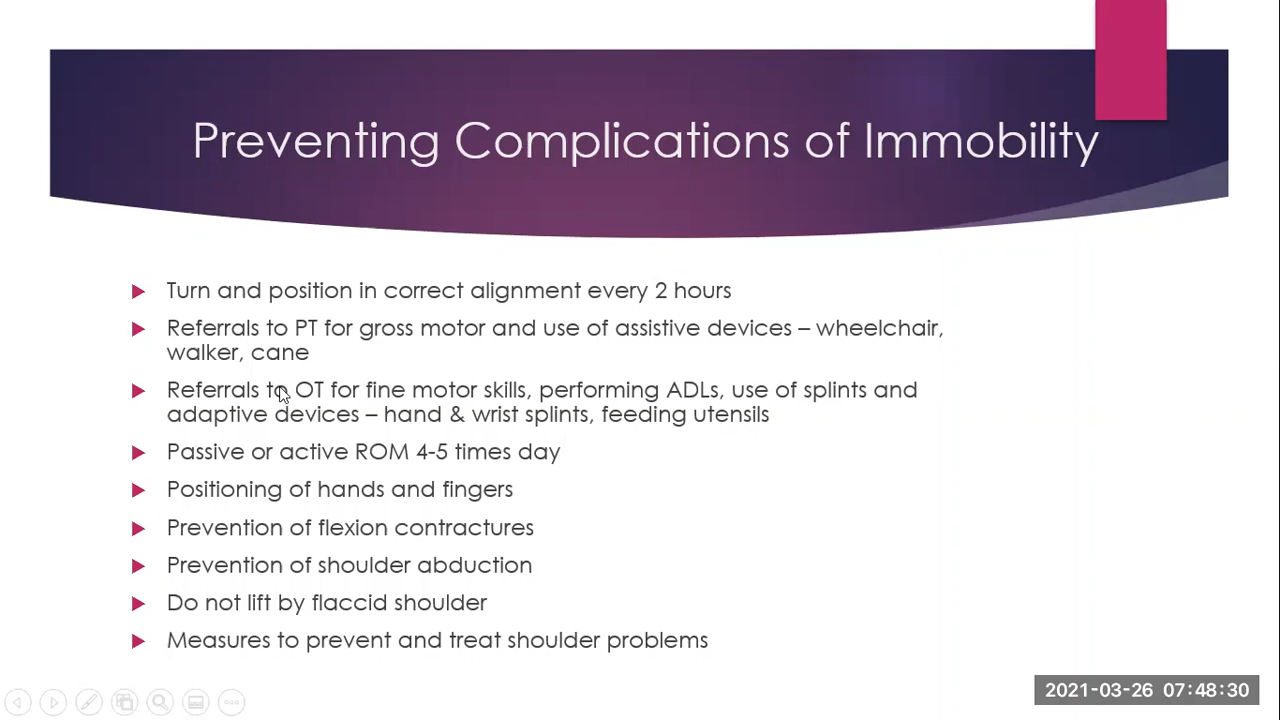 Preventing Complications of Immobility
Turn and position in correct alignment every 2 hours
Referrals to PT for gross motor and use of assistive devices – wheelchair,
walker, cane
Referrals to OT for fine motor skills, performing ADLs, use of splints and
adaptive devices – hand & wrist splints, feeding utensils
Passive or active ROM 4-5 times day
Positioning of hands and fingers
Prevention of flexion contractures
Prevention of shoulder abduction
Do not lift by flaccid shoulder
Measures to prevent and treat shoulder problems
2021-03-26 07:48:30